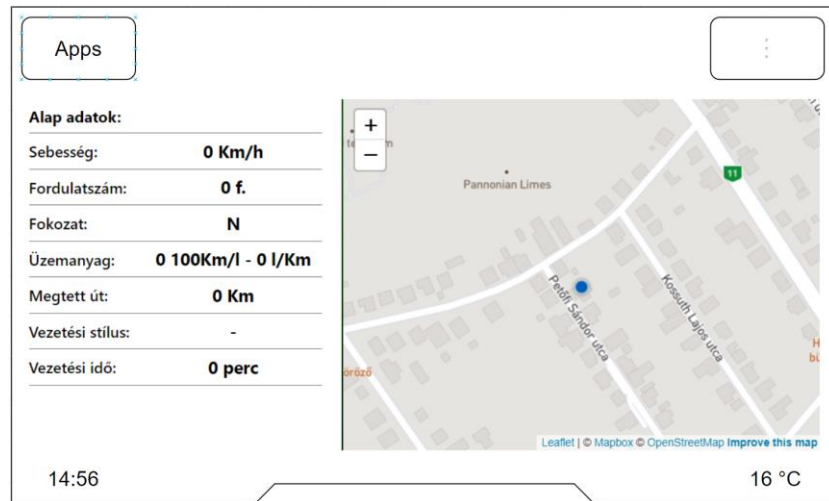 Apps
Alap adatok:
Sebesség: 0 Km/h
Fordulatszám: 0 f.
Fokozat: N
Üzemanyag: 0 100Km/l - 0 l/Km
Megtett út: 0 Km
Vezetési stílus: -
Vezetési idő: 0 perc
+
−
Pannonian Limes
11
Petőfi Sándor utca
Kossuth Lajos utca
Leaflet | © Mapbox © OpenStreetMap Improve this map
14:56
16 °C